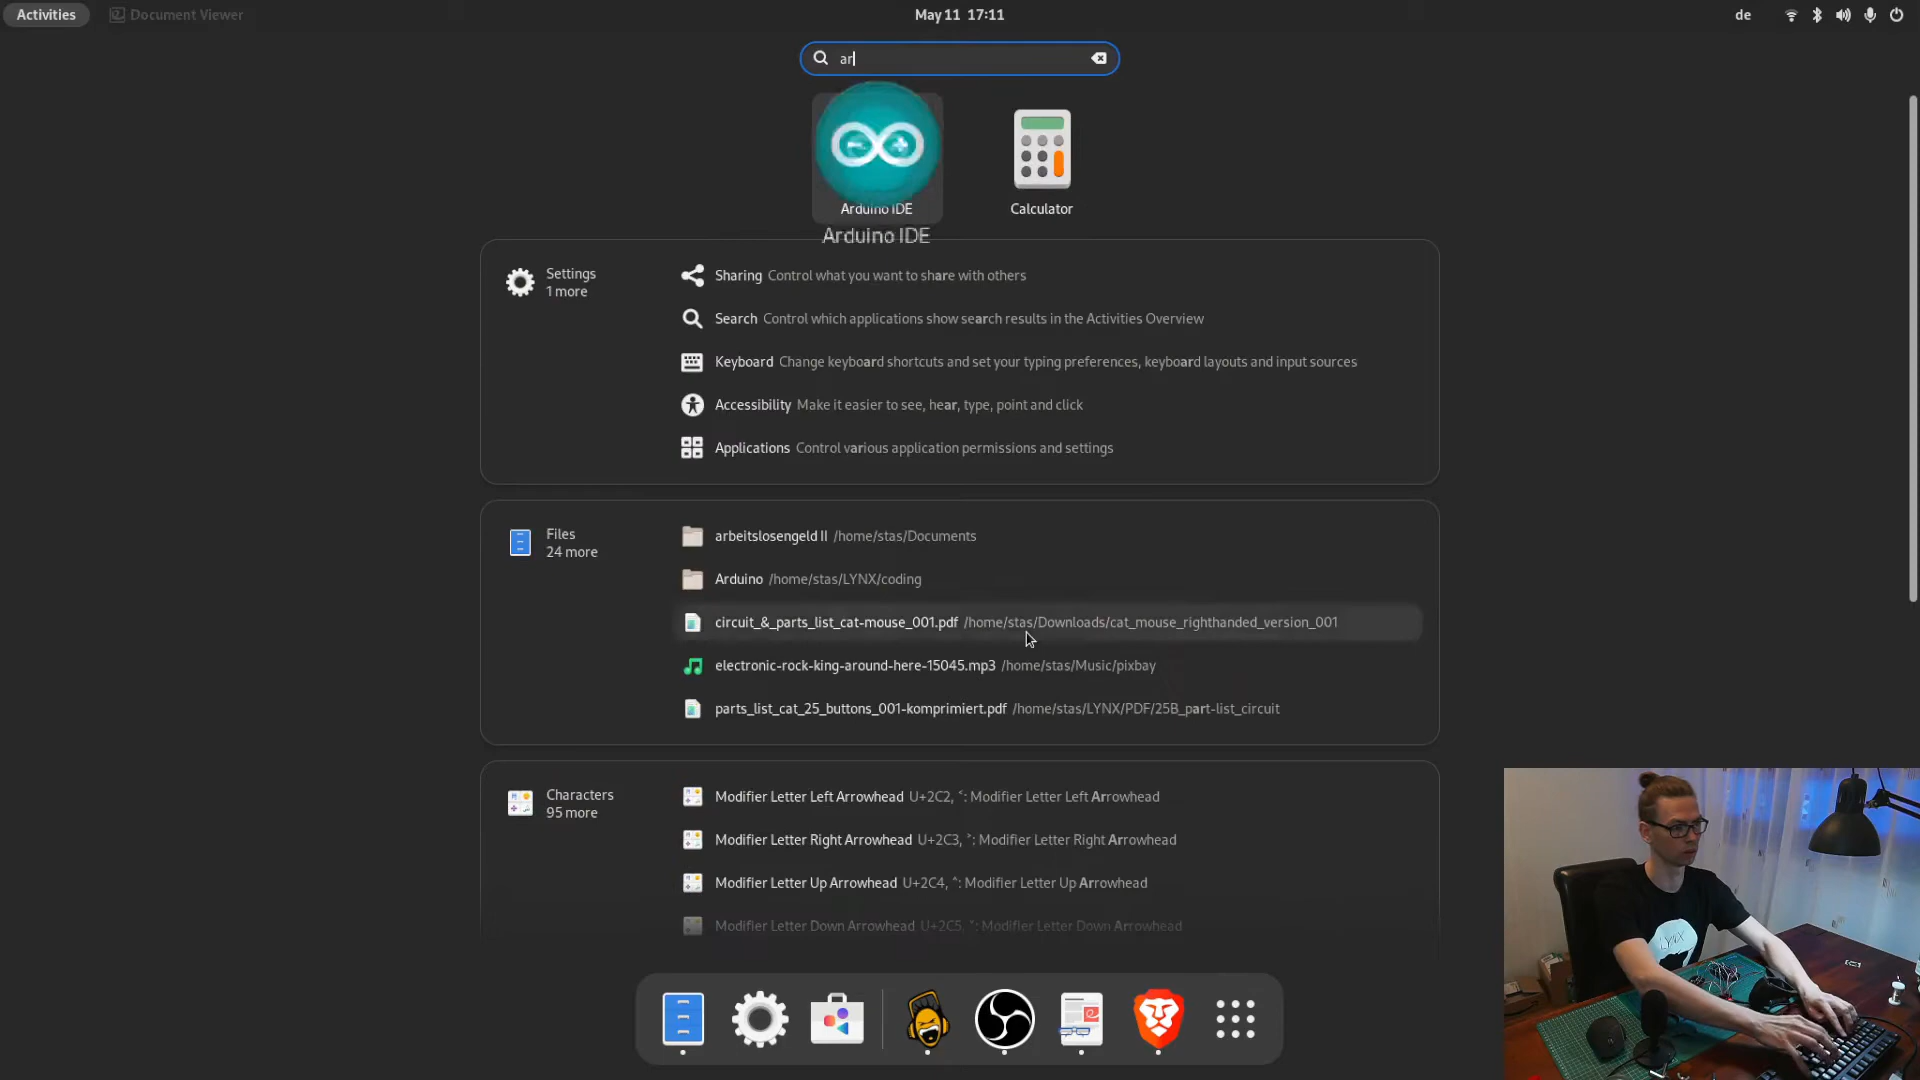 Activities
Document Viewer
May 11 17:11
de
ar
Arduino IDE
Arduino IDE
Calculator
Settings
1 more
Sharing Control what you want to share with others
Search Control which applications show search results in the Activities Overview
Keyboard Change keyboard shortcuts and set your typing preferences, keyboard layouts and input sources
Accessibility Make it easier to see, hear, type, point and click
Applications Control various application permissions and settings
Files
24 more
arbeitslosengeld II /home/stas/Documents
Arduino /home/stas/LYNX/coding
circuit_&_parts_list_cat-mouse_001.pdf /home/stas/Downloads/cat_mouse_righthanded_version_001
electronic-rock-king-around-here-15045.mp3 /home/stas/Music/pixbay
parts_list_cat_25_buttons_001-komprimiert.pdf /home/stas/LYNX/PDF/25B_part-list_circuit
Characters
95 more
Modifier Letter Left Arrowhead U+2C2, ˂: Modifier Letter Left Arrowhead
Modifier Letter Right Arrowhead U+2C3, ˃: Modifier Letter Right Arrowhead
Modifier Letter Up Arrowhead U+2C4, ˄: Modifier Letter Up Arrowhead
Modifier Letter Down Arrowhead U+2C5, ˅: Modifier Letter Down Arrowhead
LYNX